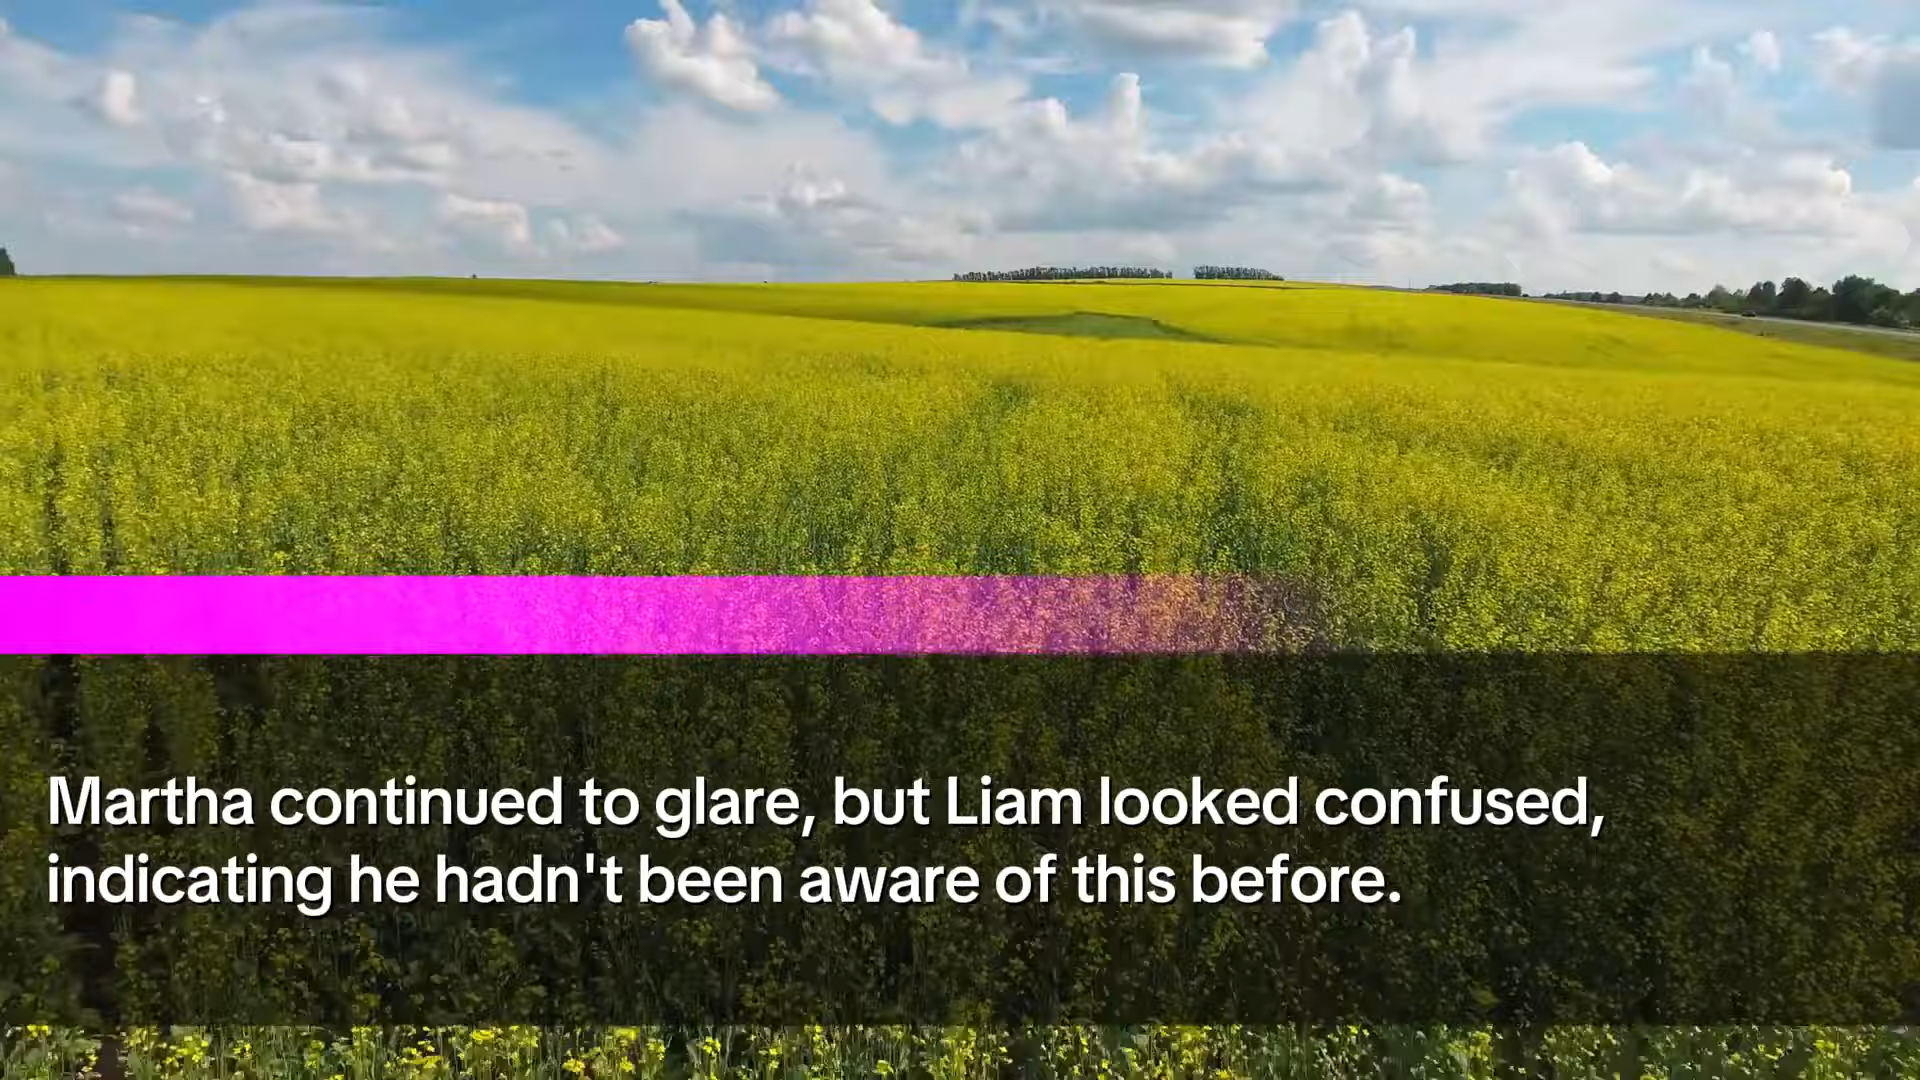 Martha continued to glare, but Liam looked confused,
indicating he hadn't been aware of this before.